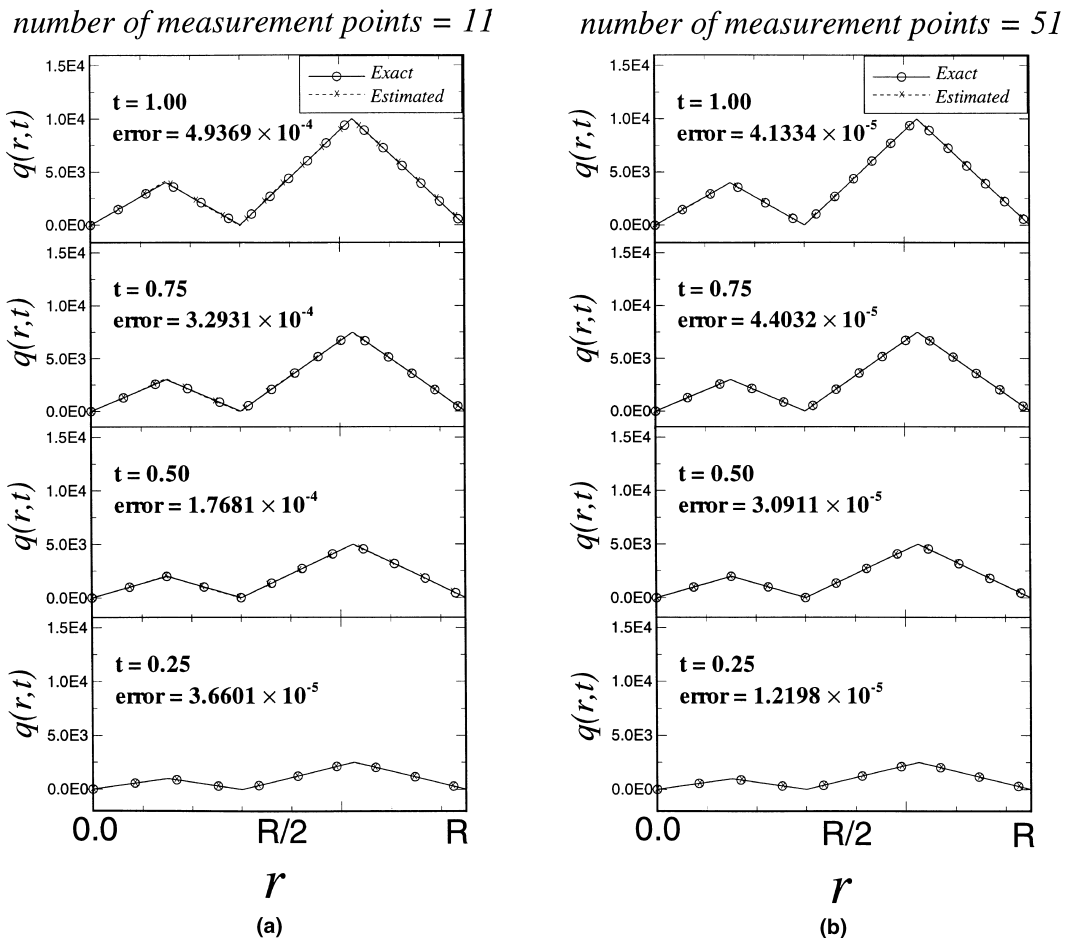 number of measurement points = 11
1.5E4
1.0E4
5.0E3
0.0E0
q(r,t)
Exact
Estimated
t = 1.00
error = 4.9369 × 10⁻⁴
1.5E4
1.0E4
5.0E3
0.0E0
q(r,t)
t = 0.75
error = 3.2931 × 10⁻⁴
1.5E4
1.0E4
5.0E3
0.0E0
q(r,t)
t = 0.50
error = 1.7681 × 10⁻⁴
1.5E4
1.0E4
5.0E3
0.0E0
q(r,t)
t = 0.25
error = 3.6601 × 10⁻⁵
0.0 R/2 R
r
(a)
number of measurement points = 51
1.5E4
1.0E4
5.0E3
0.0E0
q(r,t)
Exact
Estimated
t = 1.00
error = 4.1334 × 10⁻⁵
1.5E4
1.0E4
5.0E3
0.0E0
q(r,t)
t = 0.75
error = 4.4032 × 10⁻⁵
1.5E4
1.0E4
5.0E3
0.0E0
q(r,t)
t = 0.50
error = 3.0911 × 10⁻⁵
1.5E4
1.0E4
5.0E3
0.0E0
q(r,t)
t = 0.25
error = 1.2198 × 10⁻⁵
0.0 R/2 R
r
(b)